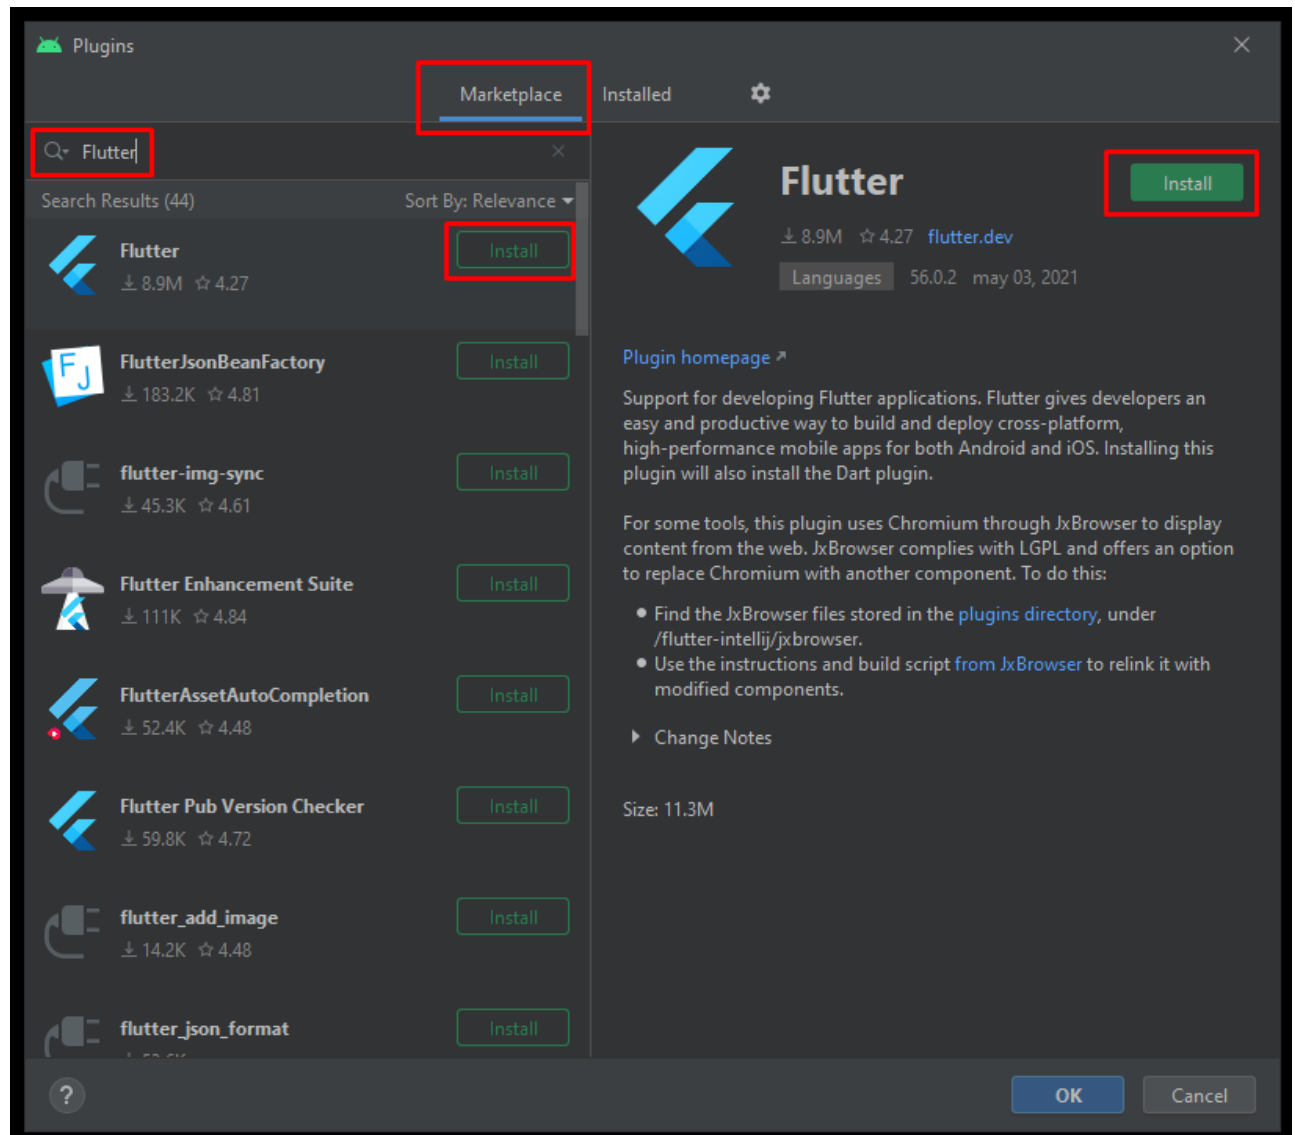 Plugins
Marketplace
Installed
Flutter
Search Results (44)
Sort By: Relevance
Flutter
8.9M 4.27
Install
FlutterJsonBeanFactory
183.2K 4.81
Install
flutter-img-sync
45.3K 4.61
Install
Flutter Enhancement Suite
111K 4.84
Install
FlutterAssetAutoCompletion
52.4K 4.48
Install
Flutter Pub Version Checker
59.8K 4.72
Install
flutter_add_image
14.2K 4.48
Install
flutter_json_format
Install
FJ
Flutter
Install
8.9M 4.27 flutter.dev
Languages 56.0.2 may 03, 2021
Plugin homepage
Support for developing Flutter applications. Flutter gives developers an
easy and productive way to build and deploy cross-platform,
high-performance mobile apps for both Android and iOS. Installing this
plugin will also install the Dart plugin.
For some tools, this plugin uses Chromium through JxBrowser to display
content from the web. JxBrowser complies with LGPL and offers an option
to replace Chromium with another component. To do this:
Find the JxBrowser files stored in the plugins directory, under
/flutter-intellij/jxbrowser.
Use the instructions and build script from JxBrowser to relink it with
modified components.
Change Notes
Size: 11.3M
?
OK
Cancel